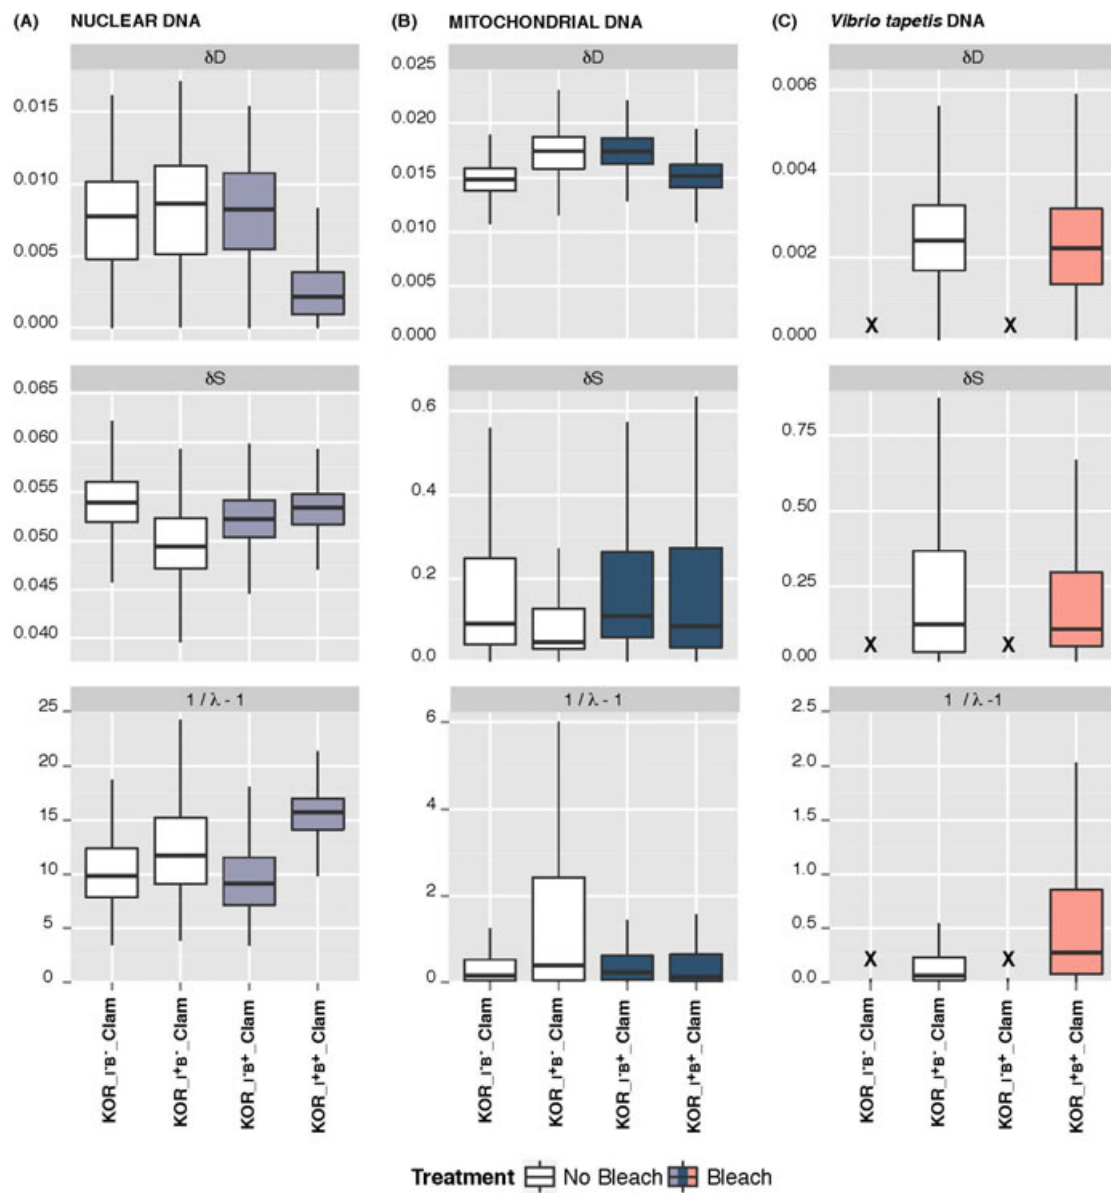 (A) NUCLEAR DNA
δD
0.015
0.010
0.005
0.000
δS
0.065
0.060
0.055
0.050
0.045
0.040
1 / λ - 1
25
20
15
10
5
0
KOR_I-B-_Clam
KOR_I+B-_Clam
KOR_I-B+_Clam
KOR_I+B+_Clam
(B) MITOCHONDRIAL DNA
δD
0.025
0.020
0.015
0.010
0.005
0.000
δS
0.6
0.4
0.2
0.0
1 / λ - 1
6
4
2
0
KOR_I-B-_Clam
KOR_I+B-_Clam
KOR_I-B+_Clam
KOR_I+B+_Clam
(C) Vibrio tapetis DNA
δD
0.006
0.004
0.002
0.000
X X
δS
0.75
0.50
0.25
0.00
X X
1 / λ -1
2.5
2.0
1.5
1.0
0.5
0.0
X X
KOR_I-B-_Clam
KOR_I+B-_Clam
KOR_I-B+_Clam
KOR_I+B+_Clam
Treatment No Bleach Bleach